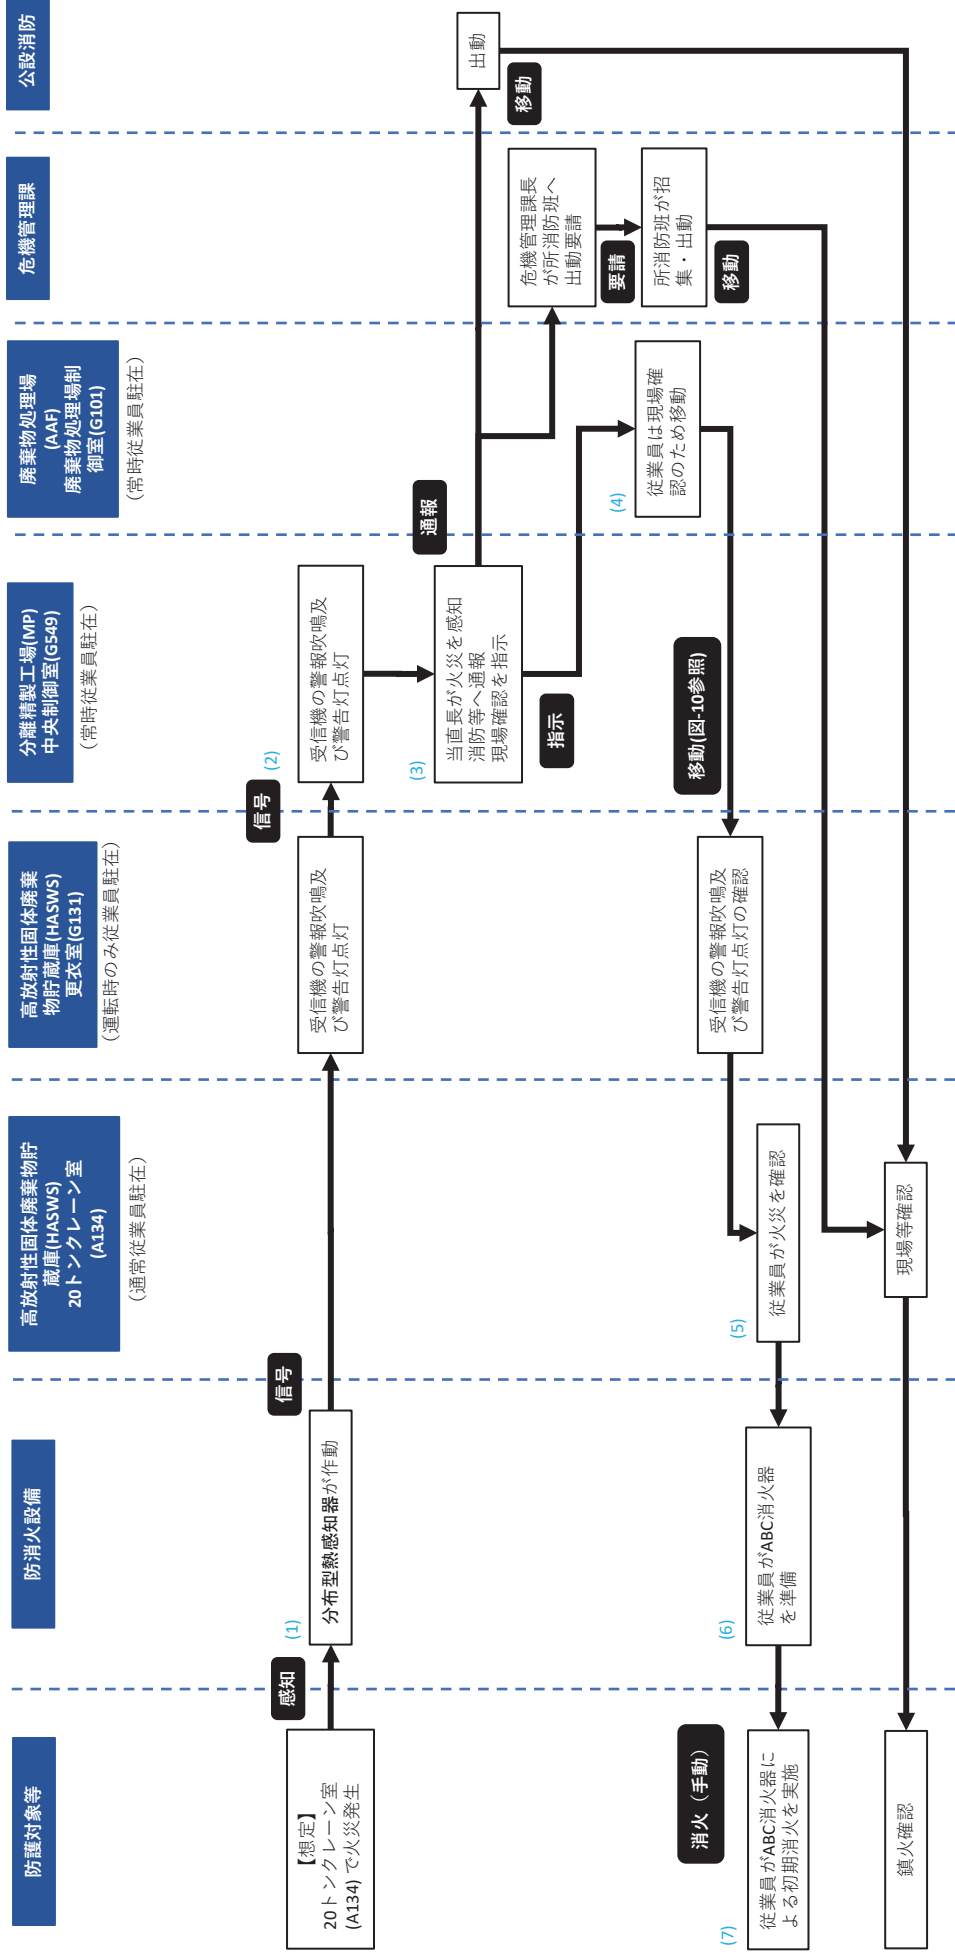 防護対象等
防消火設備
高放射性固体廃棄物貯
蔵庫(HASWS)
20トンクレーン室
(A134)
（通常従業員駐在）
高放射性固体廃棄
物貯蔵庫(HASWS)
更衣室(G131)
（運転時のみ従業員駐在）
分離精製工場(MP)
中央制御室(G549)
（常時従業員駐在）
廃棄物処理場
(AAF)
廃棄物処理場制
御室(G101)
（常時従業員駐在）
危機管理課
公設消防
【想定】
20トンクレーン室
(A134) で火災発生
感知
(1)
分布型熱感知器が作動
信号
受信機の警報吹鳴及
び警告灯点灯
信号
(2)
受信機の警報吹鳴及
び警告灯点灯
(3)
当直長が火災を感知
消防等へ通報
現場確認を指示
通報
出動
移動
危機管理課長
が所消防班へ
出動要請
要請
所消防班が招
集・出動
移動
指示
(4)
従業員は現場確
認のため移動
移動(図-10参照)
受信機の警報吹鳴及
び警告灯点灯の確認
(5)
従業員が火災を確認
(6)
従業員がABC消火器
を準備
消火（手動）
(7)
従業員がABC消火器に
よる初期消火を実施
現場等確認
鎮火確認